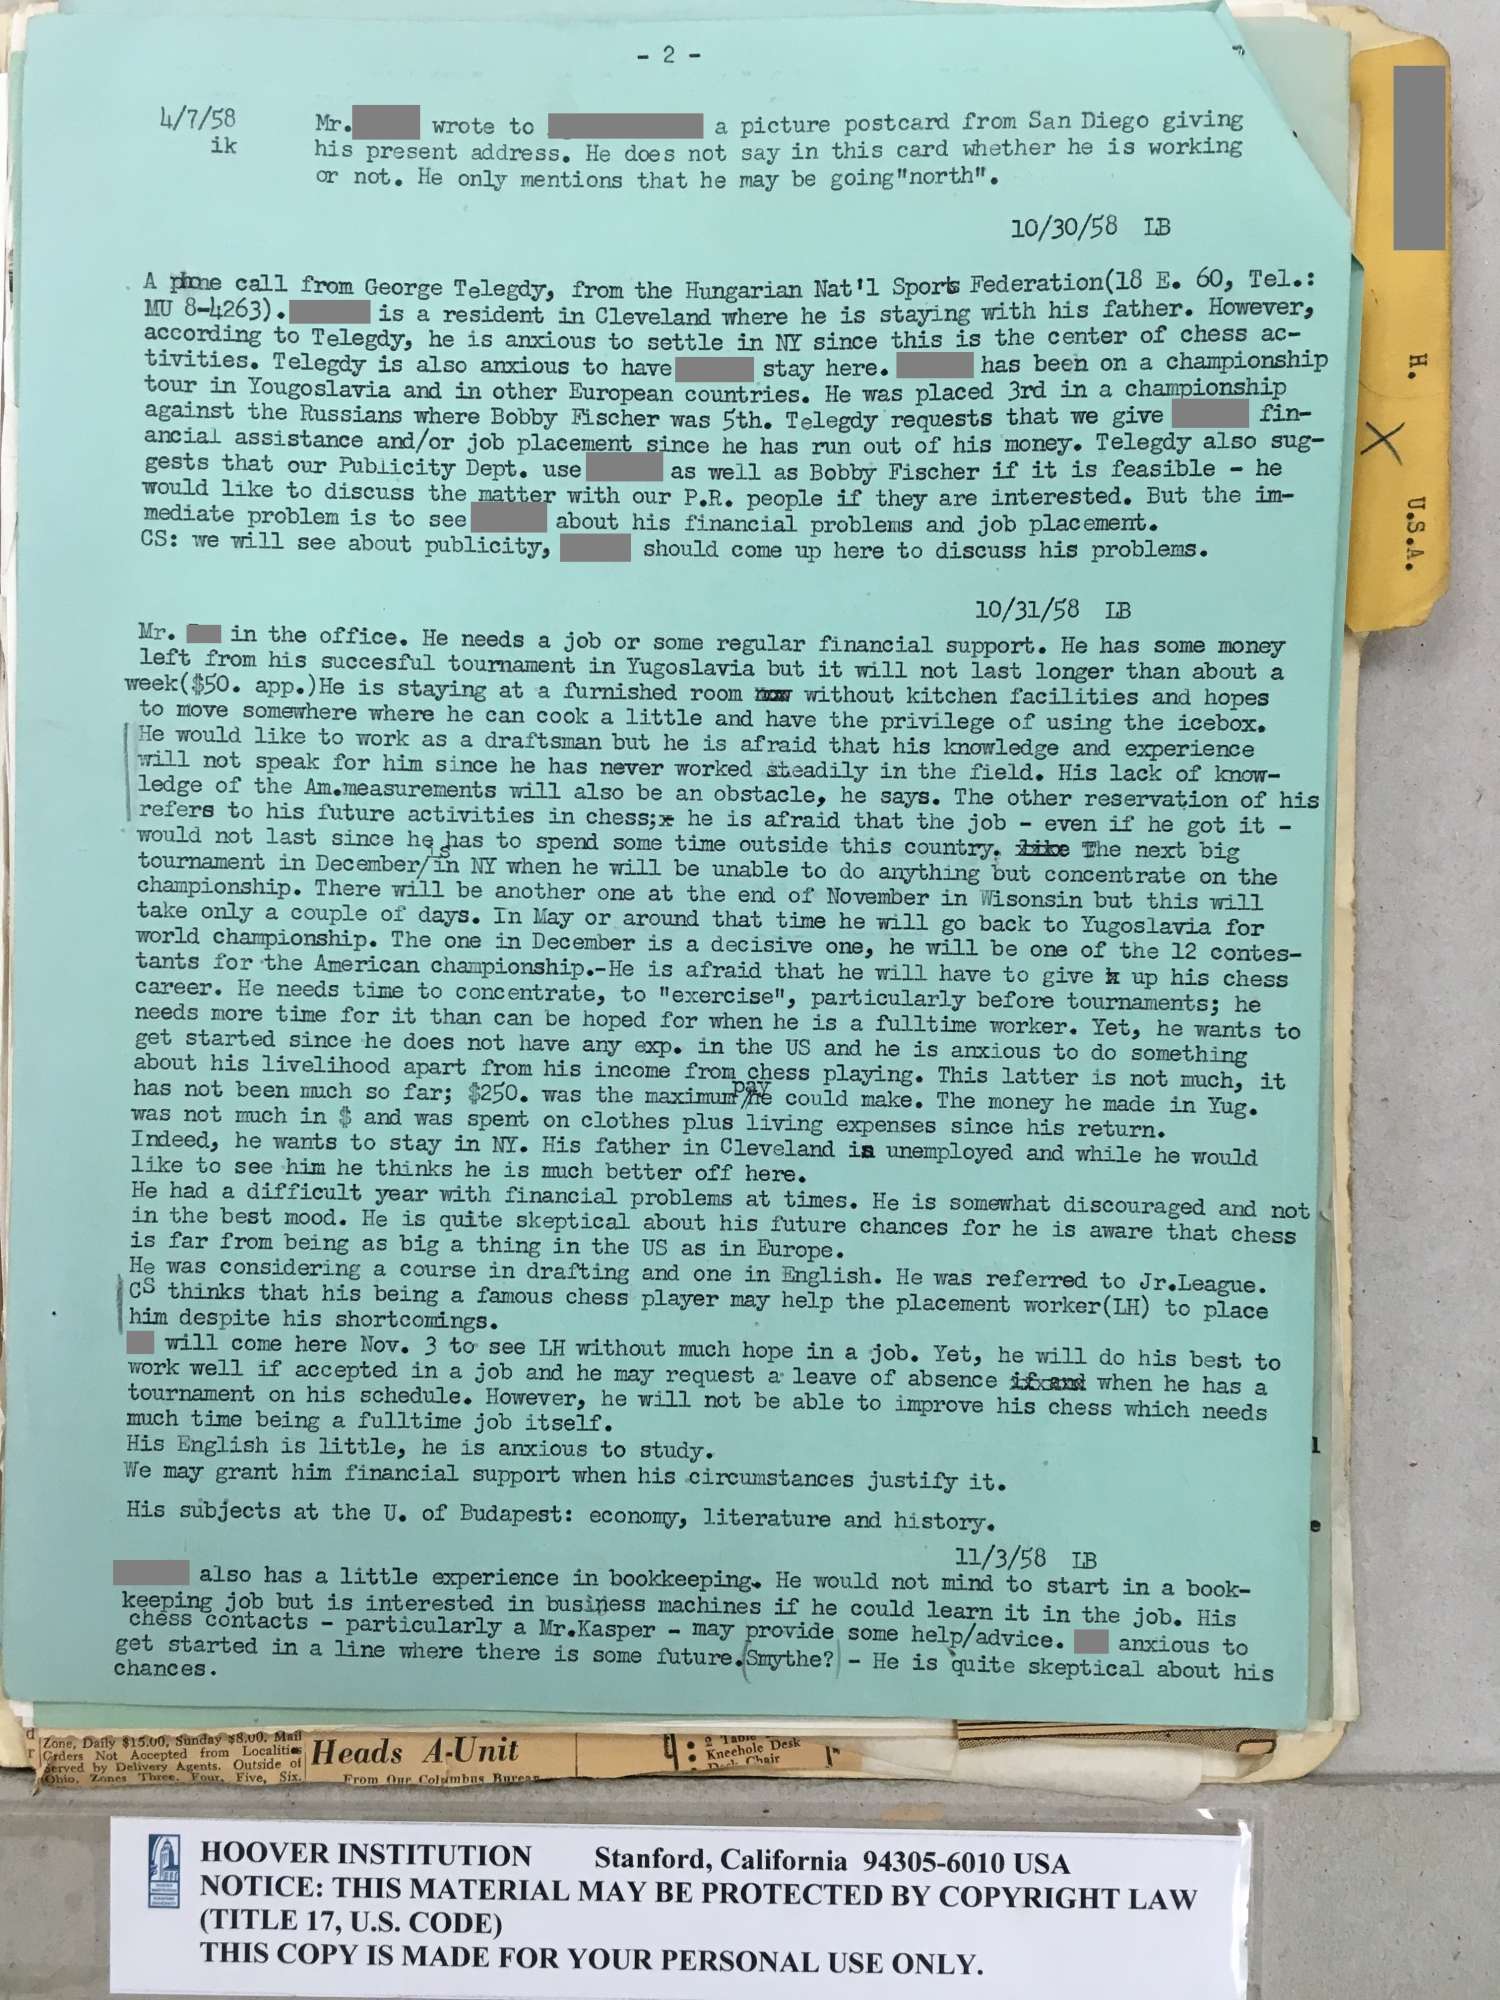 - 2 -
4/7/58
ik
Mr. wrote to a picture postcard from San Diego giving
his present address. He does not say in this card whether he is working
or not. He only mentions that he may be going"north".
10/30/58 LB
A phone call from George Telegdy, from the Hungarian Nat'l Sports Federation(18 E. 60, Tel.:
MU 8-4263). is a resident in Cleveland where he is staying with his father. However,
according to Telegdy, he is anxious to settle in NY since this is the center of chess ac-
tivities. Telegdy is also anxious to have stay here. has been on a championship
tour in Yougoslavia and in other European countries. He was placed 3rd in a championship
against the Russians where Bobby Fischer was 5th. Telegdy requests that we give fin-
ancial assistance and/or job placement since he has run out of his money. Telegdy also sug-
gests that our Publicity Dept. use as well as Bobby Fischer if it is feasible - he
would like to discuss the matter with our P.R. people if they are interested. But the im-
mediate problem is to see about his financial problems and job placement.
CS: we will see about publicity, should come up here to discuss his problems.
10/31/58 LB
Mr. in the office. He needs a job or some regular financial support. He has some money
left from his succesful tournament in Yugoslavia but it will not last longer than about a
week($50. app.)He is staying at a furnished room now without kitchen facilities and hopes
to move somewhere where he can cook a little and have the privilege of using the icebox.
He would like to work as a draftsman but he is afraid that his knowledge and experience
will not speak for him since he has never worked steadily in the field. His lack of know-
ledge of the Am.measurements will also be an obstacle, he says. The other reservation of his
refers to his future activities in chess; he is afraid that the job - even if he got it -
would not last since he has to spend some time outside this country. like The next big
tournament in December/is in NY when he will be unable to do anything but concentrate on the
championship. There will be another one at the end of November in Wisonsin but this will
take only a couple of days. In May or around that time he will go back to Yugoslavia for
world championship. The one in December is a decisive one, he will be one of the 12 contes-
tants for the American championship.-He is afraid that he will have to give up his chess
career. He needs time to concentrate, to "exercise", particularly before tournaments; he
needs more time for it than can be hoped for when he is a fulltime worker. Yet, he wants to
get started since he does not have any exp. in the US and he is anxious to do something
about his livelihood apart from his income from chess playing. This latter is not much, it
has not been much so far; $250. was the maximum/pay he could make. The money he made in Yug.
was not much in $ and was spent on clothes plus living expenses since his return.
Indeed, he wants to stay in NY. His father in Cleveland is unemployed and while he would
like to see him he thinks he is much better off here.
He had a difficult year with financial problems at times. He is somewhat discouraged and not
in the best mood. He is quite skeptical about his future chances for he is aware that chess
is far from being as big a thing in the US as in Europe.
He was considering a course in drafting and one in English. He was referred to Jr.League.
CS thinks that his being a famous chess player may help the placement worker(LH) to place
him despite his shortcomings.
will come here Nov. 3 to see LH without much hope in a job. Yet, he will do his best to
work well if accepted in a job and he may request a leave of absence if and when he has a
tournament on his schedule. However, he will not be able to improve his chess which needs
much time being a fulltime job itself.
His English is little, he is anxious to study.
We may grant him financial support when his circumstances justify it.
His subjects at the U. of Budapest: economy, literature and history.
11/3/58 LB
also has a little experience in bookkeeping. He would not mind to start in a book-
keeping job but is interested in business machines if he could learn it in the job. His
chess contacts - particularly a Mr.Kasper - may provide some help/advice. anxious to
get started in a line where there is some future.(Smythe?) - He is quite skeptical about his
chances.
H. X U.S.A.
Zone, Daily $15.00, Sunday $8.00. Mail
Orders Not Accepted from Localities
Served by Delivery Agents. Outside of
Ohio, Zones Three, Four, Five, Six.
Heads A-Unit
From Our Columbus Bureau
2 Table
Kneehole Desk
Desk Chair
HOOVER INSTITUTION Stanford, California 94305-6010 USA
NOTICE: THIS MATERIAL MAY BE PROTECTED BY COPYRIGHT LAW
(TITLE 17, U.S. CODE)
THIS COPY IS MADE FOR YOUR PERSONAL USE ONLY.